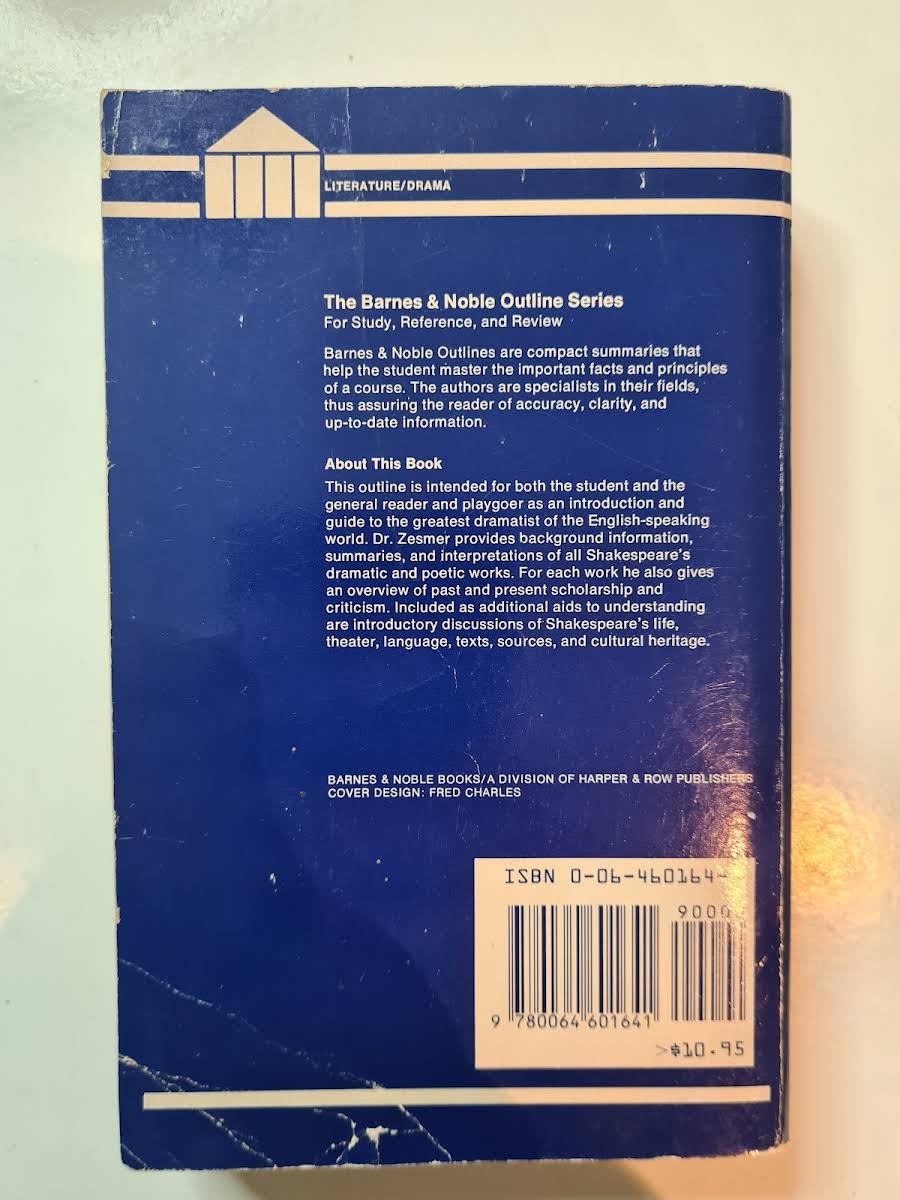 LITERATURE/DRAMA
The Barnes & Noble Outline Series
For Study, Reference, and Review
Barnes & Noble Outlines are compact summaries that
help the student master the important facts and principles
of a course. The authors are specialists in their fields,
thus assuring the reader of accuracy, clarity, and
up-to-date information.
About This Book
This outline is intended for both the student and the
general reader and playgoer as an introduction and
guide to the greatest dramatist of the English-speaking
world. Dr. Zesmer provides background information,
summaries, and interpretations of all Shakespeare's
dramatic and poetic works. For each work he also gives
an overview of past and present scholarship and
criticism. Included as additional aids to understanding
are introductory discussions of Shakespeare's life,
theater, language, texts, sources, and cultural heritage.
BARNES & NOBLE BOOKS/A DIVISION OF HARPER & ROW PUBLISHERS
COVER DESIGN: FRED CHARLES
ISBN 0-06-460164-
9000
9 780064 601641
>$10.95